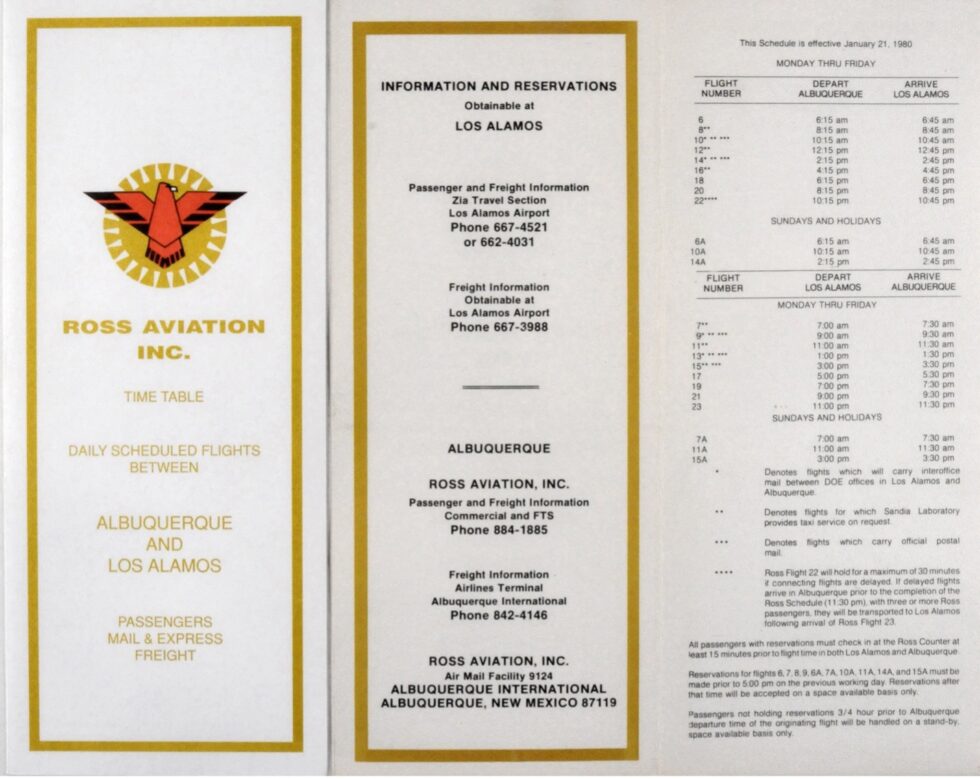 ROSS AVIATION
INC.
TIME TABLE
DAILY SCHEDULED FLIGHTS
BETWEEN
ALBUQUERQUE
AND
LOS ALAMOS
PASSENGERS
MAIL & EXPRESS
FREIGHT
INFORMATION AND RESERVATIONS
Obtainable at
LOS ALAMOS
Passenger and Freight Information
Zia Travel Section
Los Alamos Airport
Phone 667-4521
or 662-4031
Freight Information
Obtainable at
Los Alamos Airport
Phone 667-3988
ALBUQUERQUE
ROSS AVIATION, INC.
Passenger and Freight Information
Commercial and FTS
Phone 884-1885
Freight Information
Airlines Terminal
Albuquerque International
Phone 842-4146
ROSS AVIATION, INC.
Air Mail Facility 9124
ALBUQUERQUE INTERNATIONAL
ALBUQUERQUE, NEW MEXICO 87119
This Schedule is effective January 21, 1980
MONDAY THRU FRIDAY
FLIGHT DEPART ARRIVE
NUMBER ALBUQUERQUE LOS ALAMOS
6 6:15 am 6:45 am
8** 8:15 am 8:45 am
10* ** *** 10:15 am 10:45 am
12** 12:15 pm 12:45 pm
14* ** *** 2:15 pm 2:45 pm
16** 4:15 pm 4:45 pm
18 6:15 pm 6:45 pm
20 8:15 pm 8:45 pm
22**** 10:15 pm 10:45 pm
SUNDAYS AND HOLIDAYS
6A 6:15 am 6:45 am
10A 10:15 am 10:45 am
14A 2:15 pm 2:45 pm
FLIGHT DEPART ARRIVE
NUMBER LOS ALAMOS ALBUQUERQUE
MONDAY THRU FRIDAY
7** 7:00 am 7:30 am
9* ** *** 9:00 am 9:30 am
11** 11:00 am 11:30 am
13* ** *** 1:00 pm 1:30 pm
15** *** 3:00 pm 3:30 pm
17 5:00 pm 5:30 pm
19 7:00 pm 7:30 pm
21 9:00 pm 9:30 pm
23 11:00 pm 11:30 pm
SUNDAYS AND HOLIDAYS
7A 7:00 am 7:30 am
11A 11:00 am 11:30 am
15A 3:00 pm 3:30 pm
* Denotes flights which will carry interoffice
mail between DOE offices in Los Alamos and
Albuquerque.
** Denotes flights for which Sandia Laboratory
provides taxi service on request.
*** Denotes flights which carry official postal
mail.
**** Ross Flight 22 will hold for a maximum of 30 minutes
if connecting flights are delayed. If delayed flights
arrive in Albuquerque prior to the completion of the
Ross Schedule (11:30 pm), with three or more Ross
passengers, they will be transported to Los Alamos
following arrival of Ross Flight 23.
All passengers with reservations must check in at the Ross Counter at
least 15 minutes prior to flight time in both Los Alamos and Albuquerque.
Reservations for flights 6, 7, 8, 9, 6A, 7A, 10A, 11A, 14A, and 15A must be
made prior to 5:00 pm on the previous working day. Reservations after
that time will be accepted on a space available basis only.
Passengers not holding reservations 3/4 hour prior to Albuquerque
departure time of the originating flight will be handled on a stand-by,
space available basis only.